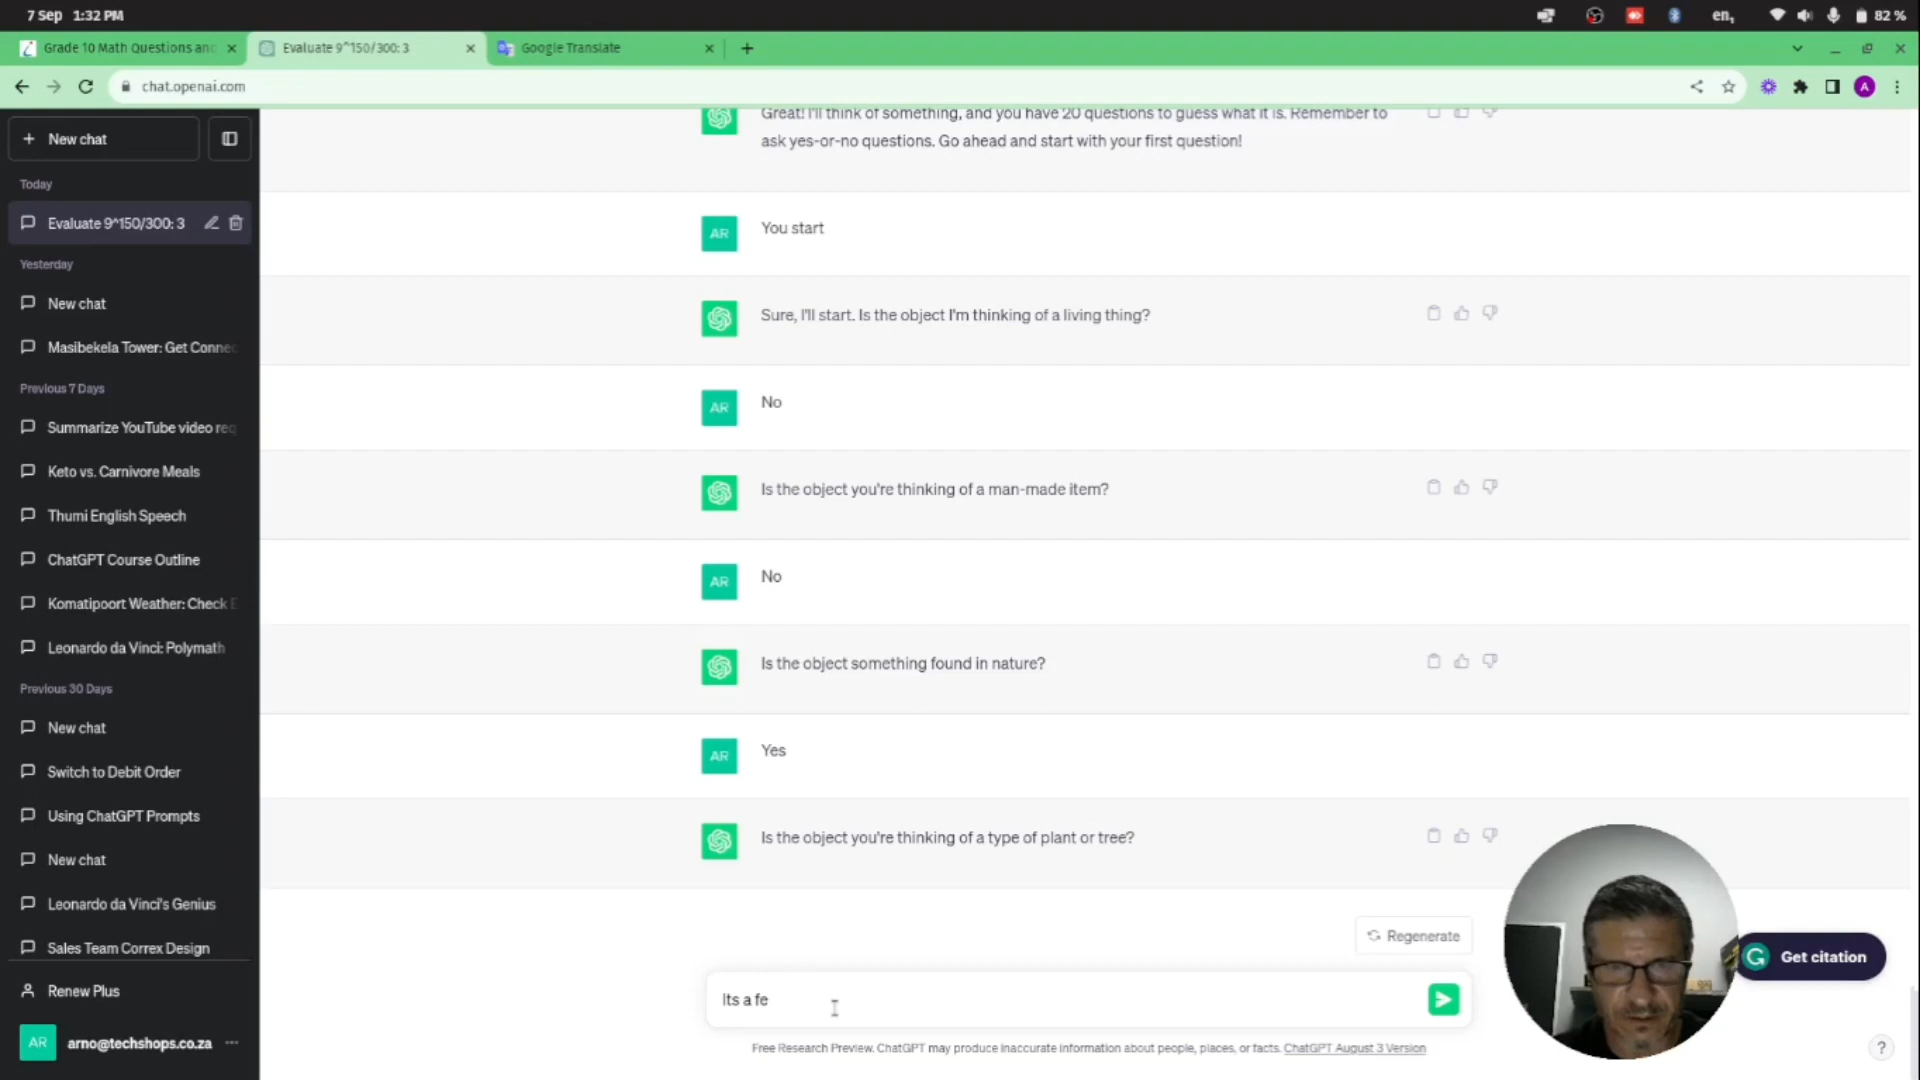 7 Sep 1:32 PM
en,
82 %
Grade 10 Math Questions and
Evaluate 9^150/300: 3
Google Translate
chat.openai.com
A
New chat
Today
Evaluate 9^150/300: 3
Yesterday
New chat
Masibekela Tower: Get Connec
Previous 7 Days
Summarize YouTube video req
Keto vs. Carnivore Meals
Thumi English Speech
ChatGPT Course Outline
Komatipoort Weather: Check E
Leonardo da Vinci: Polymath
Previous 30 Days
New chat
Switch to Debit Order
Using ChatGPT Prompts
New chat
Leonardo da Vinci's Genius
Sales Team Correx Design
Renew Plus
AR
arno@techshops.co.za
Great! I'll think of something, and you have 20 questions to guess what it is. Remember to
ask yes-or-no questions. Go ahead and start with your first question!
AR
You start
Sure, I'll start. Is the object I'm thinking of a living thing?
AR
No
Is the object you're thinking of a man-made item?
AR
No
Is the object something found in nature?
AR
Yes
Is the object you're thinking of a type of plant or tree?
Regenerate
Its a fe
Free Research Preview. ChatGPT may produce inaccurate information about people, places, or facts. ChatGPT August 3 Version
G
Get citation
?